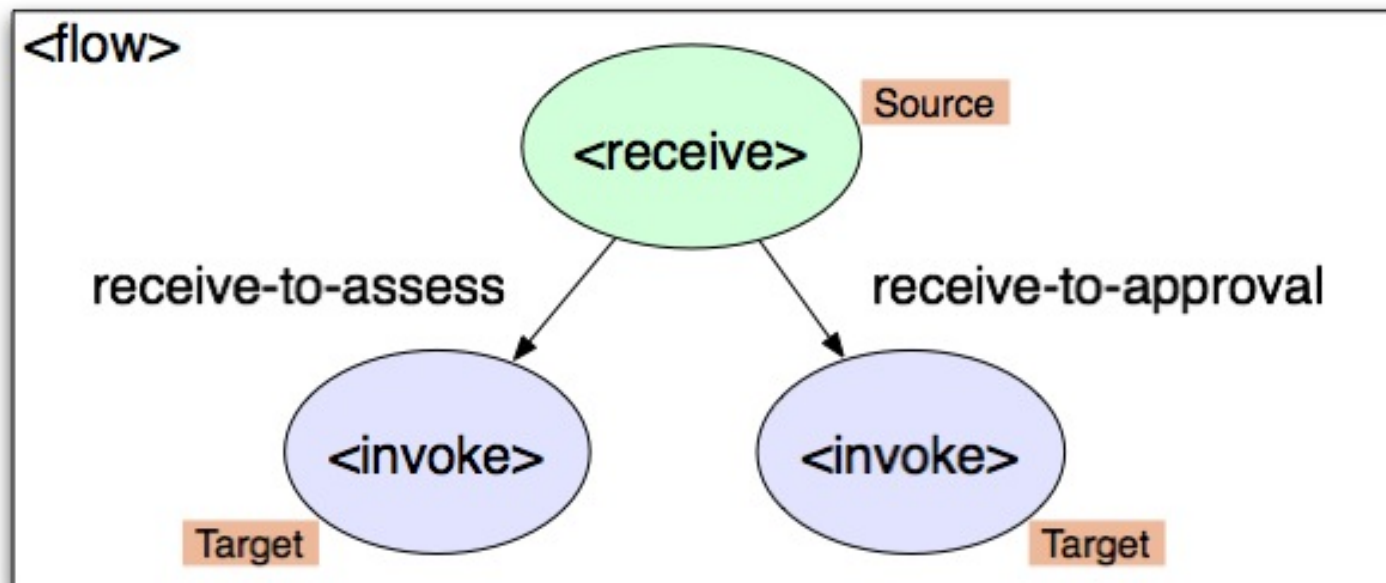 <flow>
Source
<receive>
receive-to-assess
receive-to-approval
<invoke>
<invoke>
Target
Target